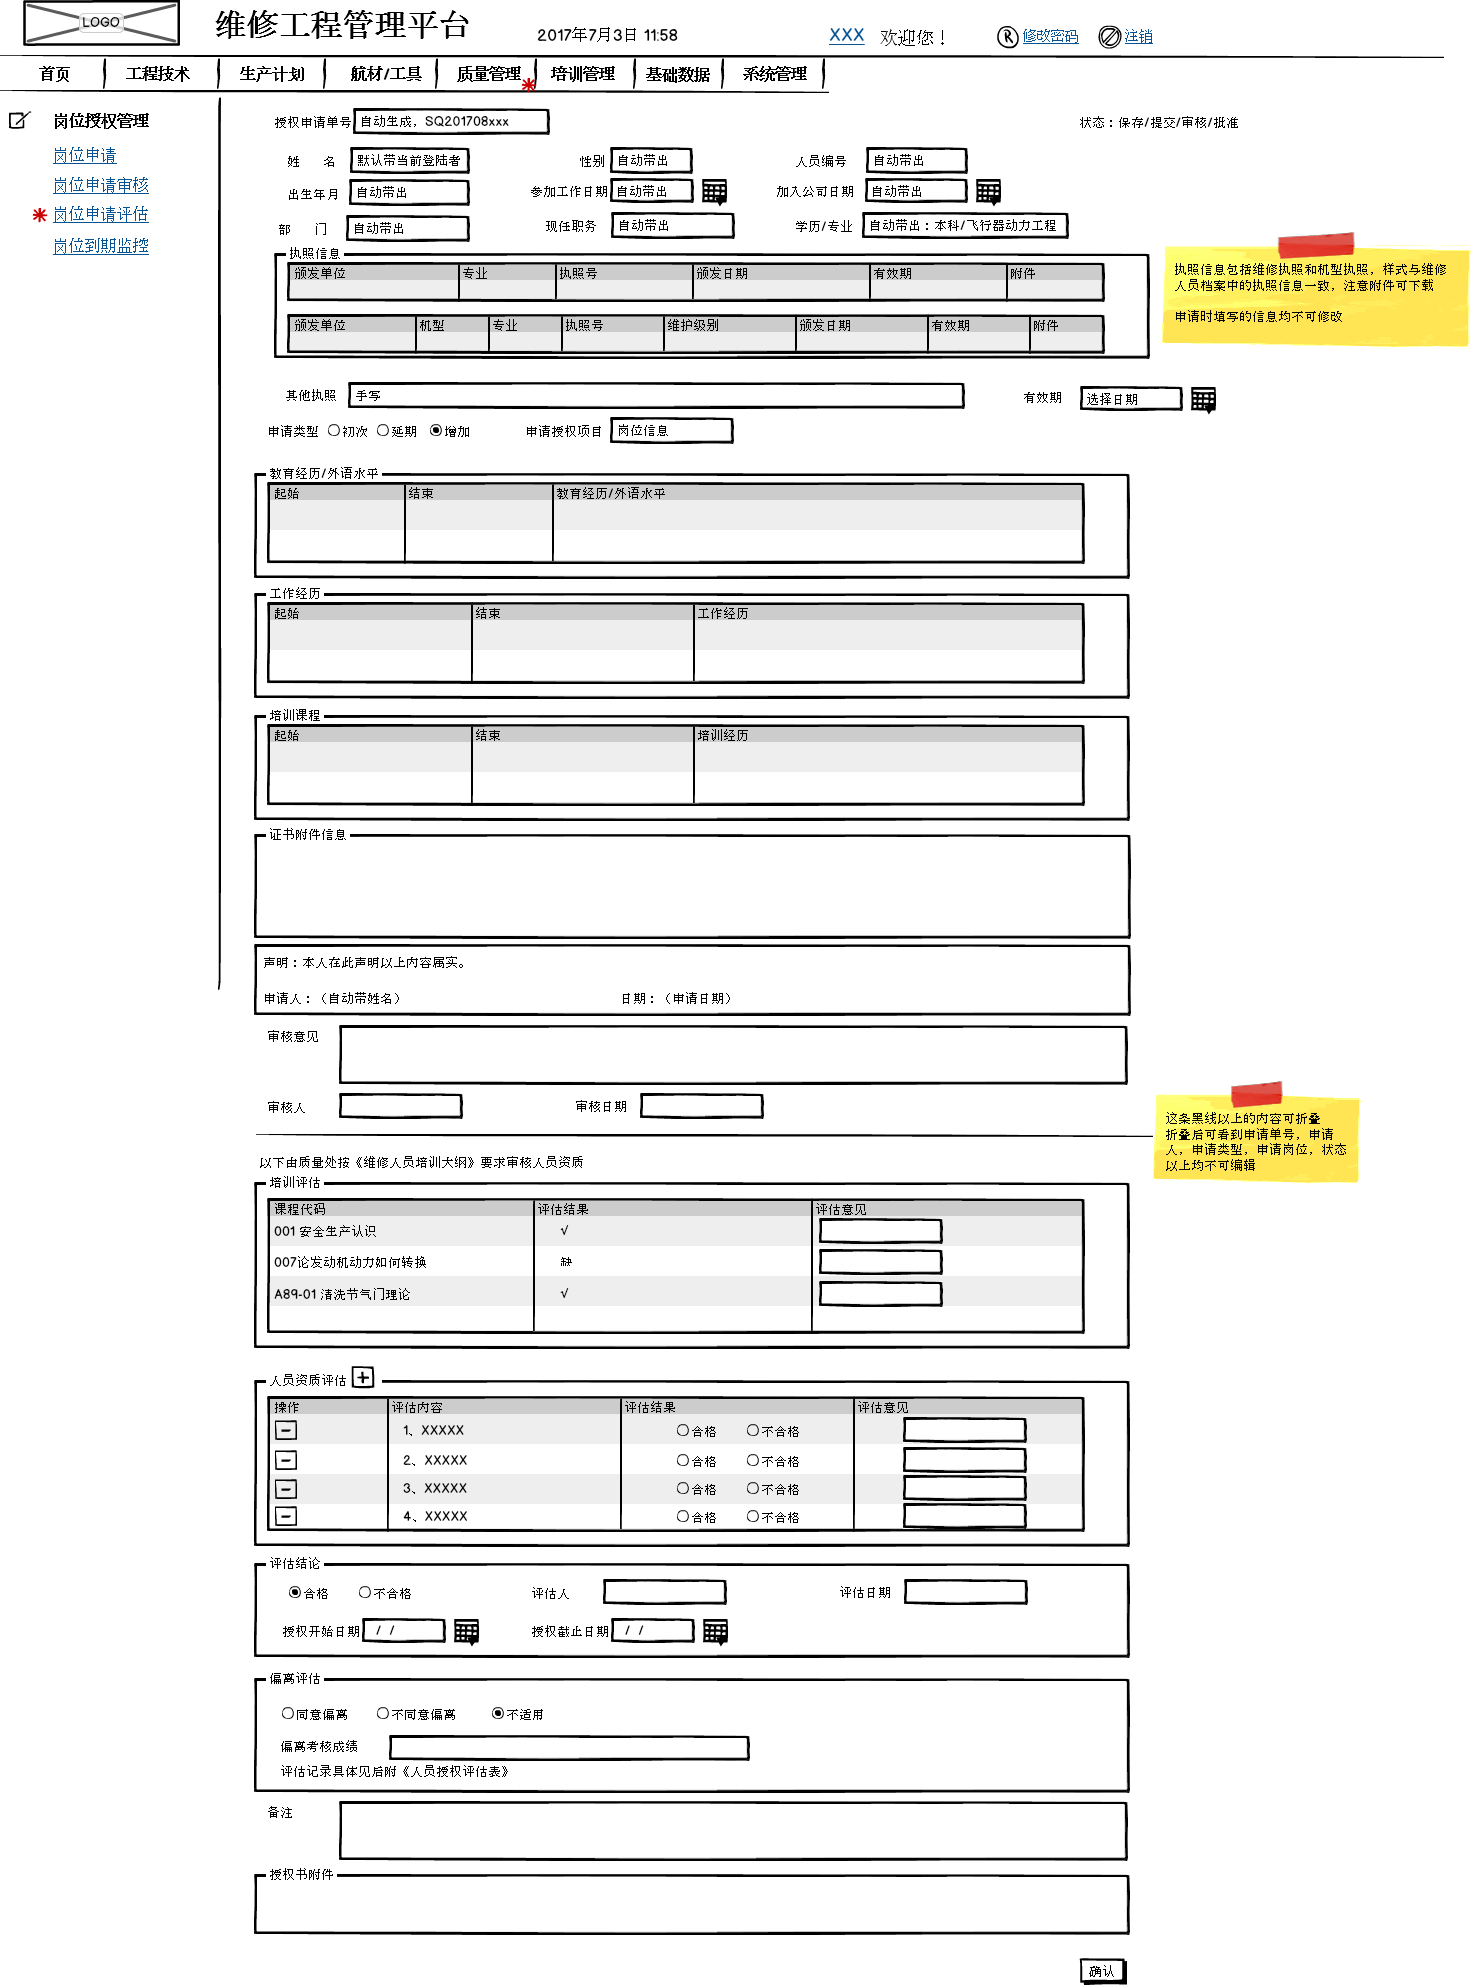 LOGO
维修工程管理平台
2017年7月3日 11:58
XXX 欢迎您！
修改密码
注销
首页 工程技术 生产计划 航材/工具 质量管理 培训管理 基础数据 系统管理
岗位授权管理
岗位申请
岗位申请审核
岗位申请评估
岗位到期监控
授权申请单号 自动生成，SQ201708xxx
状态：保存/提交/审核/批准
姓 名 默认带当前登陆者 性别 自动带出 人员编号 自动带出
出生年月 自动带出 参加工作日期 自动带出 加入公司日期 自动带出
部 门 自动带出 现任职务 自动带出 学历/专业 自动带出：本科/飞行器动力工程
执照信息
颁发单位 专业 执照号 颁发日期 有效期 附件
颁发单位 机型 专业 执照号 维护级别 颁发日期 有效期 附件
执照信息包括维修执照和机型执照，样式与维修
人员档案中的执照信息一致，注意附件可下载
申请时填写的信息均不可修改
其他执照 手写 有效期 选择日期
申请类型 初次 延期 增加 申请授权项目 岗位信息
教育经历/外语水平
起始 结束 教育经历/外语水平
工作经历
起始 结束 工作经历
培训课程
起始 结束 培训经历
证书附件信息
声明：本人在此声明以上内容属实。
申请人：（自动带姓名） 日期：（申请日期）
审核意见
审核人 审核日期
这条黑线以上的内容可折叠
折叠后可看到申请单号，申请
人，申请类型，申请岗位，状态
以上均不可编辑
以下由质量处按《维修人员培训大纲》要求审核人员资质
培训评估
课程代码 评估结果 评估意见
001 安全生产认识 √
007论发动机动力如何转换 缺
A89-01 清洗节气门理论 √
人员资质评估 +
操作 评估内容 评估结果 评估意见
- 1、XXXXX 合格 不合格
- 2、XXXXX 合格 不合格
- 3、XXXXX 合格 不合格
- 4、XXXXX 合格 不合格
评估结论
合格 不合格 评估人 评估日期
授权开始日期 / / 授权截止日期 / /
偏离评估
同意偏离 不同意偏离 不适用
偏离考核成绩
评估记录具体见后附《人员授权评估表》
备注
授权书附件
确认